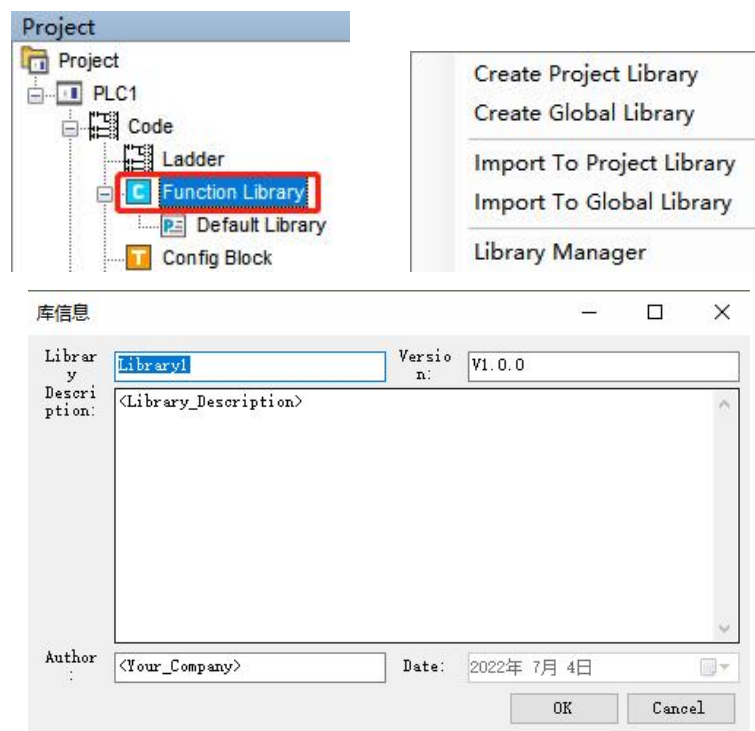 Project
Project
PLC1
Code
Ladder
Function Library
Default Library
Config Block
Create Project Library
Create Global Library
Import To Project Library
Import To Global Library
Library Manager
库信息
Librar
y
Library1
Versio
n:
V1.0.0
Descri
ption:
<Library_Description>
Author
:
<Your_Company>
Date:
2022年 7月 4日
OK
Cancel